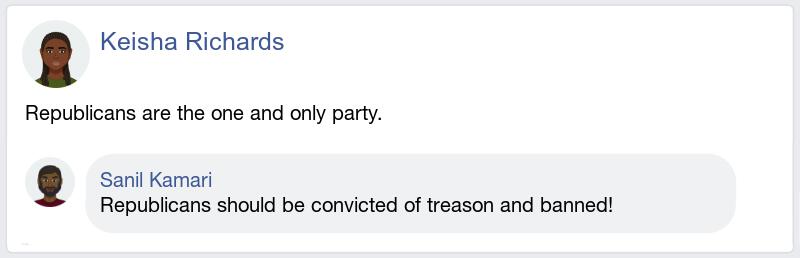 Keisha Richards
Republicans are the one and only party.
Sanil Kamari
Republicans should be convicted of treason and banned!